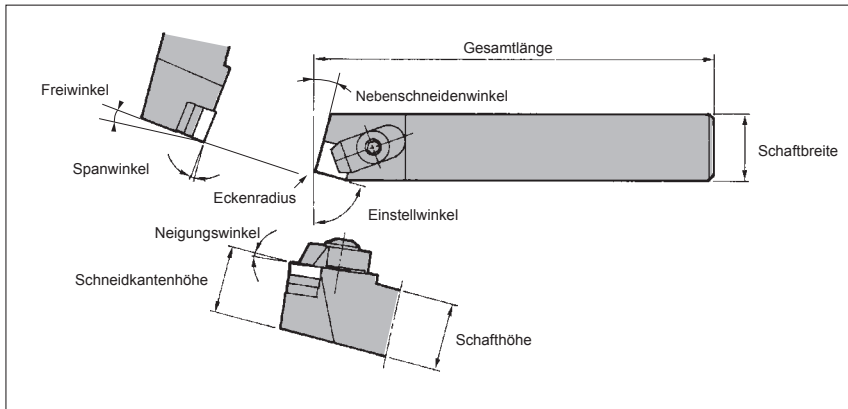 Gesamtlänge
Freiwinkel
Nebenschneidenwinkel
Schaftbreite
Spanwinkel
Eckenradius
Einstellwinkel
Neigungswinkel
Schneidkantenhöhe
Schafthöhe